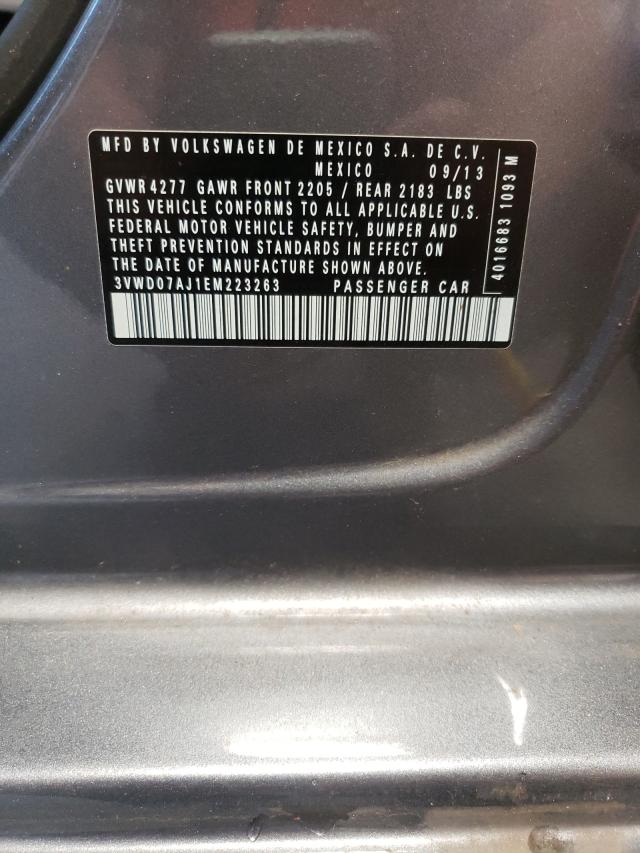 MFD BY VOLKSWAGEN DE MEXICO S.A. DE C.V.
MEXICO 09/13
GVWR 4277 GAWR FRONT 2205 / REAR 2183 LBS
THIS VEHICLE CONFORMS TO ALL APPLICABLE U.S.
FEDERAL MOTOR VEHICLE SAFETY, BUMPER AND
THEFT PREVENTION STANDARDS IN EFFECT ON
THE DATE OF MANUFACTURE SHOWN ABOVE.
3VWD07AJ1EM223263 PASSENGER CAR
4016683 1093 M